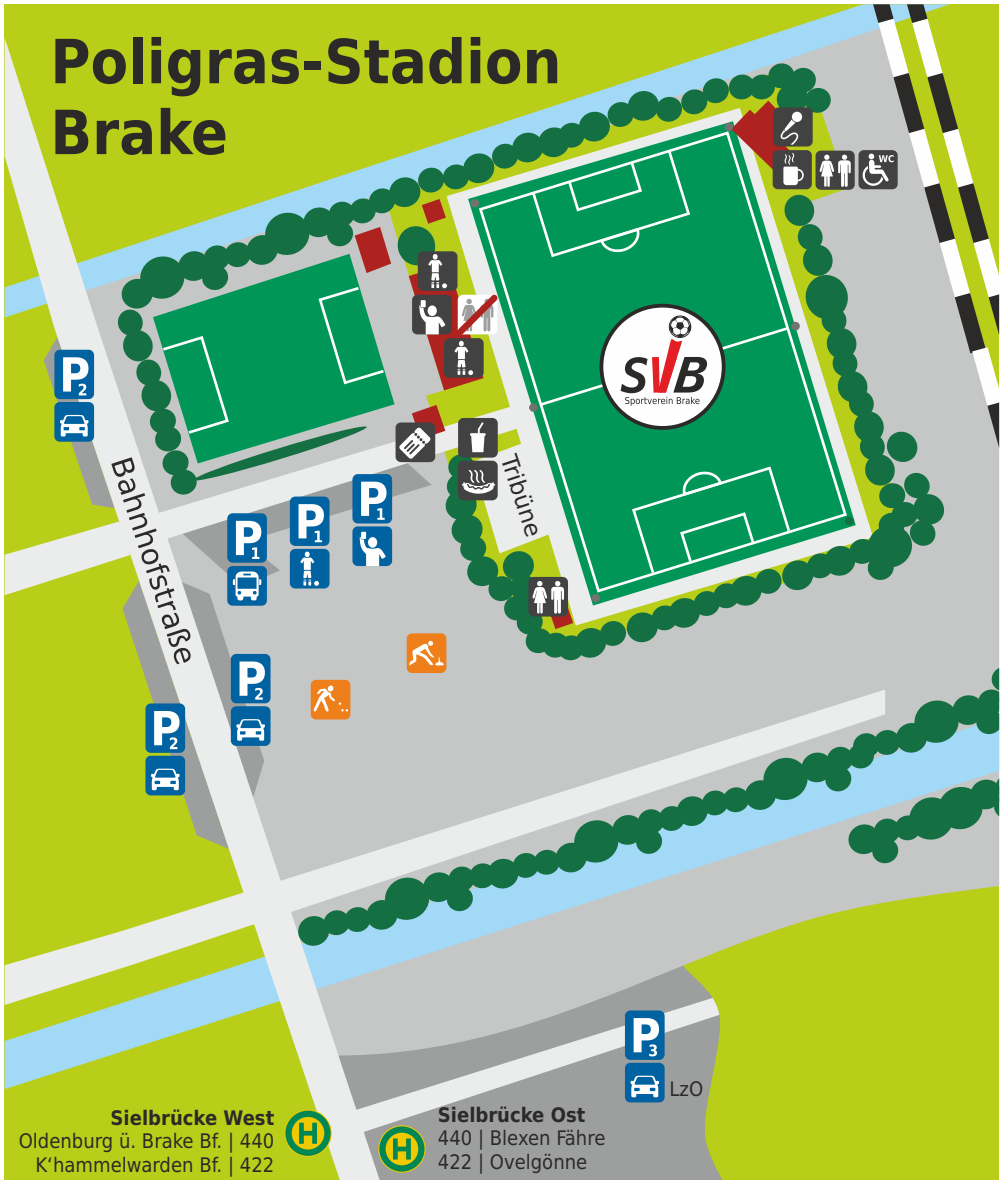 Poligras-Stadion
Brake
WC
SVB
Sportverein Brake
P2
Tribüne
Bahnhofstraße
P1
P1
P1
P2
P2
P3
LzO
Sielbrücke West
Oldenburg ü. Brake Bf. | 440
K‘hammelwarden Bf. | 422
H
H
Sielbrücke Ost
440 | Blexen Fähre
422 | Ovelgönne